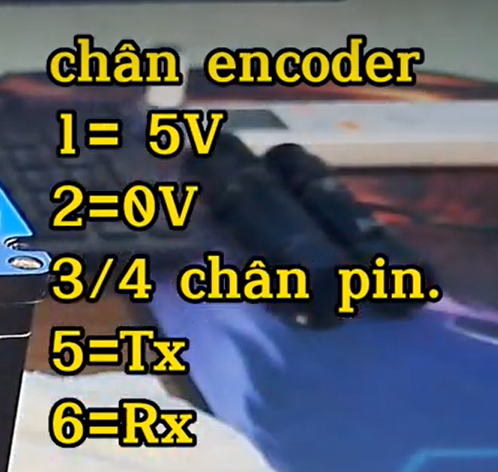 chân encoder
1= 5V
2=0V
3/4 chân pin.
5=Tx
6=Rx